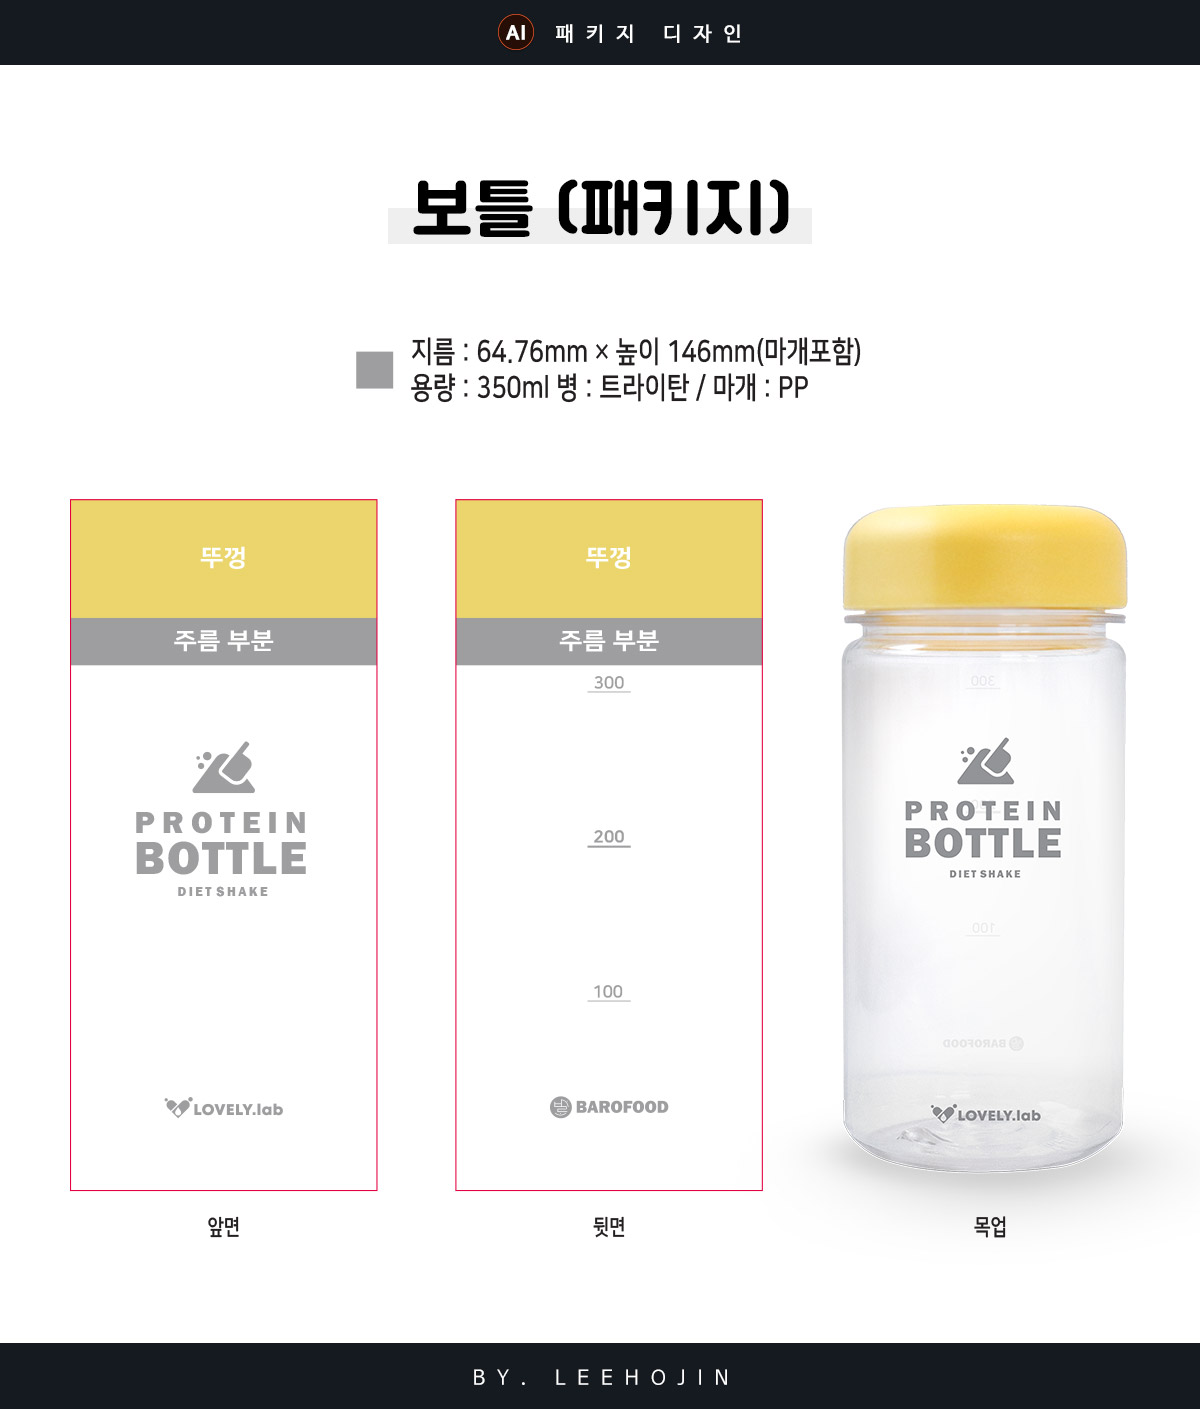 AI 패키지 디자인
보틀 (패키지)
지름 : 64.76mm × 높이 146mm(마개포함)
용량 : 350ml 병 : 트라이탄 / 마개 : PP
뚜껑
주름 부분
PROTEIN
BOTTLE
DIET SHAKE
LOVELY.lab
앞면
뚜껑
주름 부분
300
200
100
BAROFOOD
뒷면
300
PROTEIN
BOTTLE
DIET SHAKE
100
BAROFOOD
LOVELY.lab
목업
BY. LEEHOJIN